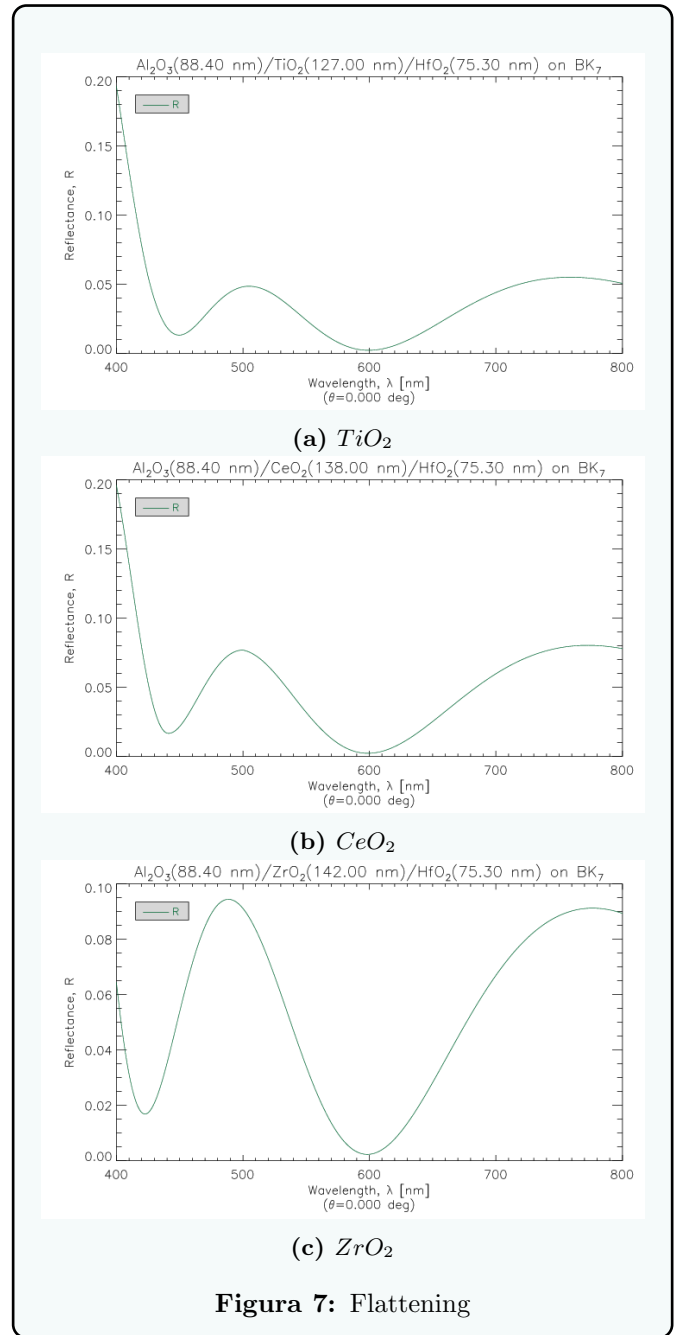 Al₂O₃(88.40 nm)/TiO₂(127.00 nm)/HfO₂(75.30 nm) on BK₇
R
Reflectance, R
0.20
0.15
0.10
0.05
0.00
400 500 600 700 800
Wavelength, λ [nm]
(θ=0.000 deg)
(a) TiO₂
Al₂O₃(88.40 nm)/CeO₂(138.00 nm)/HfO₂(75.30 nm) on BK₇
R
Reflectance, R
0.20
0.15
0.10
0.05
0.00
400 500 600 700 800
Wavelength, λ [nm]
(θ=0.000 deg)
(b) CeO₂
Al₂O₃(88.40 nm)/ZrO₂(142.00 nm)/HfO₂(75.30 nm) on BK₇
R
Reflectance, R
0.10
0.08
0.06
0.04
0.02
0.00
400 500 600 700 800
Wavelength, λ [nm]
(θ=0.000 deg)
(c) ZrO₂
Figura 7: Flattening